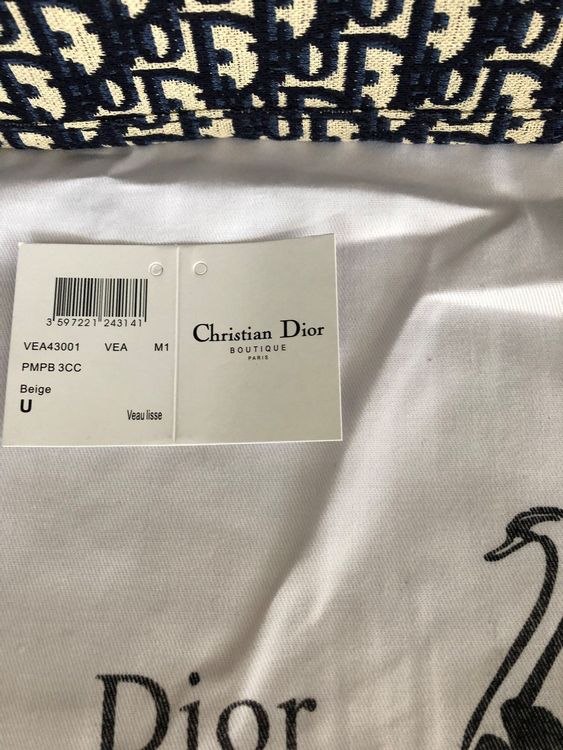 3 597221 243141
VEA43001 VEA M1
PMPB 3CC
Beige
U
Veau lisse
Christian Dior
BOUTIQUE
PARIS
Dior